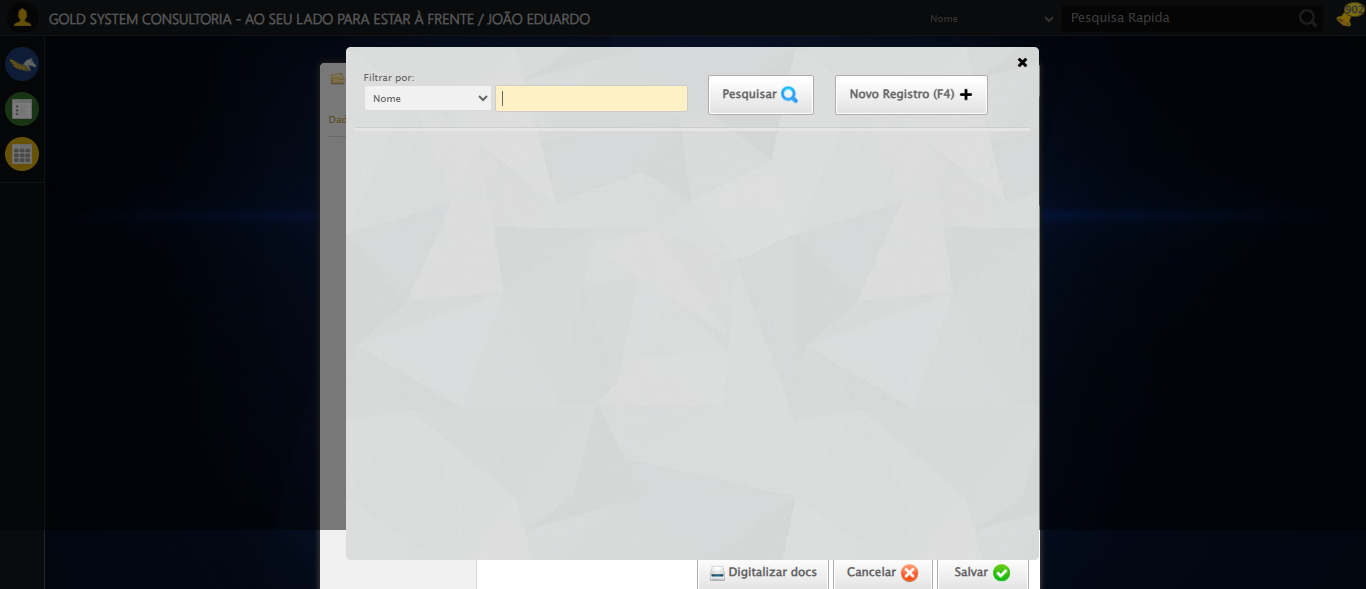 GOLD SYSTEM CONSULTORIA - AO SEU LADO PARA ESTAR À FRENTE / JOÃO EDUARDO
Nome
Pesquisa Rapida
902
Filtrar por:
Nome
Pesquisar
Novo Registro (F4)
Dad
Digitalizar docs
Cancelar
Salvar